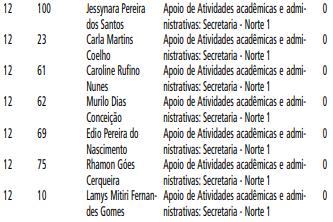 12 100 Jessynara Pereira Apoio de Atividades acadêmicas e admi- 0
dos Santos nistrativas: Secretaria - Norte 1
12 23 Carla Martins Apoio de Atividades acadêmicas e admi- 0
Coelho nistrativas: Secretaria - Norte 1
12 61 Caroline Rufino Apoio de Atividades acadêmicas e admi- 0
Nunes nistrativas: Secretaria - Norte 1
12 62 Murilo Dias Apoio de Atividades acadêmicas e admi- 0
Conceição nistrativas: Secretaria - Norte 1
12 69 Edio Pereira do Apoio de Atividades acadêmicas e admi- 0
Nascimento nistrativas: Secretaria - Norte 1
12 75 Rhamon Góes Apoio de Atividades acadêmicas e admi- 0
Cerqueira nistrativas: Secretaria - Norte 1
12 10 Lamys Mitiri Fernan- Apoio de Atividades acadêmicas e admi- 0
des Gomes nistrativas: Secretaria - Norte 1